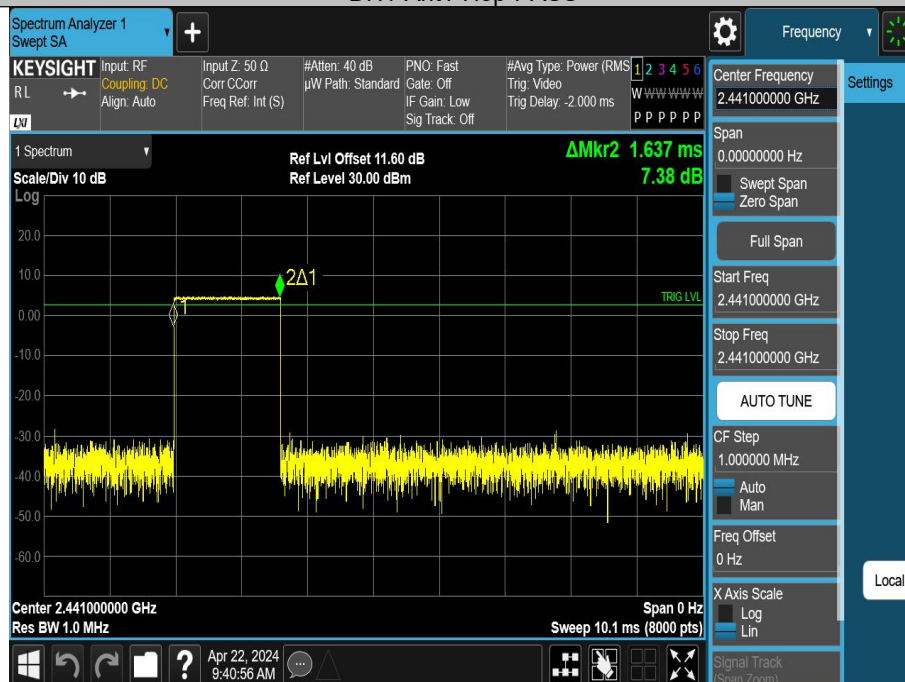 Spectrum Analyzer 1
Swept SA
+
Frequency
KEYSIGHT
RL
LXI
Input: RF
Coupling: DC
Align: Auto
Input Z: 50 Ω
Corr CCorr
Freq Ref: Int (S)
#Atten: 40 dB
µW Path: Standard
PNO: Fast
Gate: Off
IF Gain: Low
Sig Track: Off
#Avg Type: Power (RMS
Trig: Video
Trig Delay: -2.000 ms
1 2 3 4 5 6
W W W W W W
P P P P P P
1 Spectrum
Scale/Div 10 dB
Log
Ref Lvl Offset 11.60 dB
Ref Level 30.00 dBm
ΔMkr2 1.637 ms
7.38 dB
20.0
10.0
0.00
-10.0
-20.0
-30.0
-40.0
-50.0
-60.0
2Δ1
1
TRIG LVL
Center 2.441000000 GHz
Res BW 1.0 MHz
Span 0 Hz
Sweep 10.1 ms (8000 pts)
Apr 22, 2024
9:40:56 AM
Center Frequency
2.441000000 GHz
Span
0.00000000 Hz
Swept Span
Zero Span
Full Span
Start Freq
2.441000000 GHz
Stop Freq
2.441000000 GHz
AUTO TUNE
CF Step
1.000000 MHz
Auto
Man
Freq Offset
0 Hz
X Axis Scale
Log
Lin
Signal Track
(Span Zoom)
Settings
Local